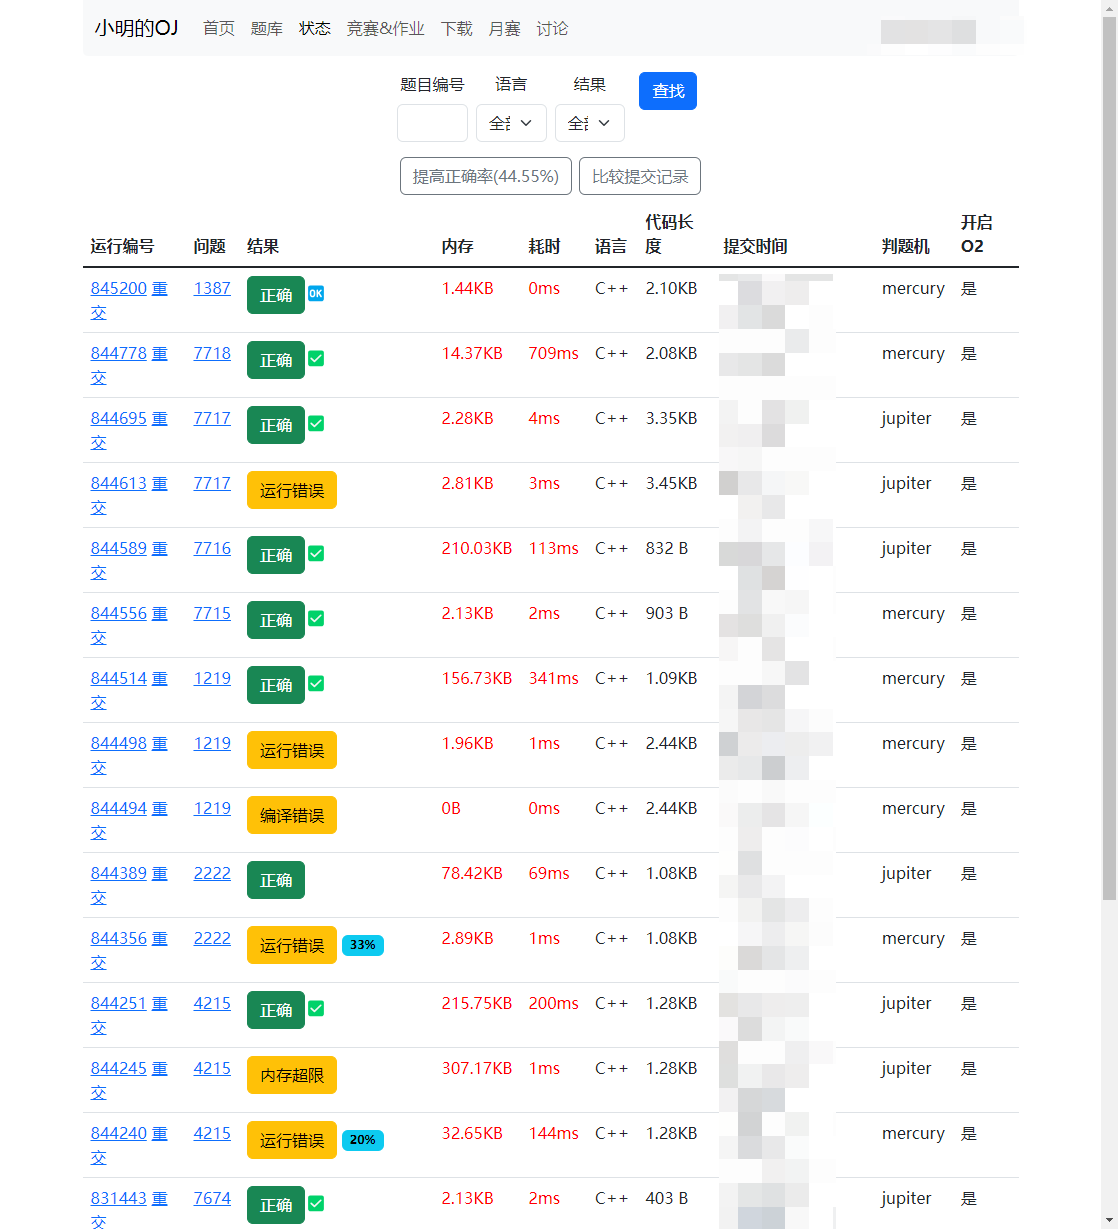 小明的OJ 首页 题库 状态 竞赛&作业 下载 月赛 讨论
题目编号 语言 结果 查找
全 全
提高正确率(44.55%) 比较提交记录
运行编号 问题 结果 内存 耗时 语言 代码长度 提交时间 判题机 开启O2
845200 重交 1387 正确 OK 1.44KB 0ms C++ 2.10KB mercury 是
844778 重交 7718 正确 14.37KB 709ms C++ 2.08KB mercury 是
844695 重交 7717 正确 2.28KB 4ms C++ 3.35KB jupiter 是
844613 重交 7717 运行错误 2.81KB 3ms C++ 3.45KB jupiter 是
844589 重交 7716 正确 210.03KB 113ms C++ 832 B jupiter 是
844556 重交 7715 正确 2.13KB 2ms C++ 903 B mercury 是
844514 重交 1219 正确 156.73KB 341ms C++ 1.09KB mercury 是
844498 重交 1219 运行错误 1.96KB 1ms C++ 2.44KB mercury 是
844494 重交 1219 编译错误 0B 0ms C++ 2.44KB mercury 是
844389 重交 2222 正确 78.42KB 69ms C++ 1.08KB jupiter 是
844356 重交 2222 运行错误 33% 2.89KB 1ms C++ 1.08KB mercury 是
844251 重交 4215 正确 215.75KB 200ms C++ 1.28KB jupiter 是
844245 重交 4215 内存超限 307.17KB 1ms C++ 1.28KB jupiter 是
844240 重交 4215 运行错误 20% 32.65KB 144ms C++ 1.28KB mercury 是
831443 重交 7674 正确 2.13KB 2ms C++ 403 B jupiter 是